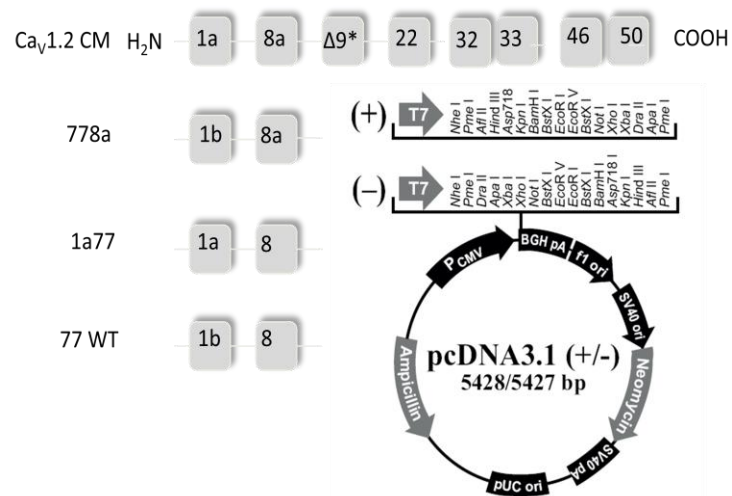 CaV1.2 CM H2N 1a 8a Δ9* 22 32 33 46 50 COOH
778a 1b 8a
1a77 1a 8
77 WT 1b 8
(+) T7 Nhe I Pme I Afl II Hind III Asp718 I Kpn I BamH I BstX I EcoR I EcoR V BstX I Not I Xho I Xba I Dra II Apa I Pme I
(–) T7 Nhe I Pme I Dra II Apa I Xba I Xho I Not I BstX I EcoR V EcoR I BstX I BamH I Asp718 I Kpn I Hind III Afl II Pme I
PCMV
BGH pA
f1 ori
SV40 ori
Neomycin
SV40 pA
pUC ori
Ampicillin
pcDNA3.1 (+/-)
5428/5427 bp